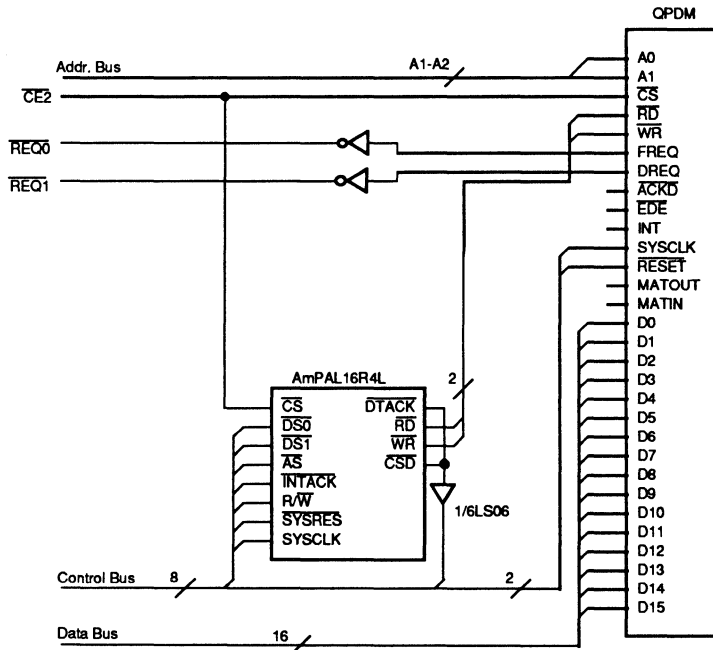 QPDM
Addr. Bus
A1-A2
CE2
REQ0
REQ1
A0
A1
CS
RD
WR
FREQ
DREQ
ACKD
EDE
INT
SYSCLK
RESET
MATOUT
MATIN
D0
D1
D2
D3
D4
D5
D6
D7
D8
D9
D10
D11
D12
D13
D14
D15
AmPAL16R4L
2
CS
DS0
DS1
AS
INTACK
R/W
SYSRES
SYSCLK
DTACK
RD
WR
CSD
1/6LS06
Control Bus
8
2
Data Bus
16